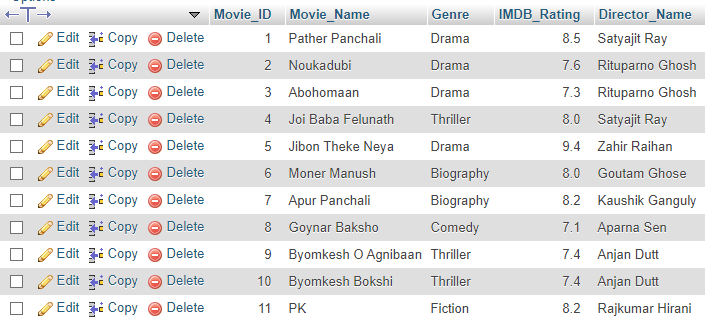 Options
Movie_ID Movie_Name Genre IMDB_Rating Director_Name
Edit Copy Delete 1 Pather Panchali Drama 8.5 Satyajit Ray
Edit Copy Delete 2 Noukadubi Drama 7.6 Rituparno Ghosh
Edit Copy Delete 3 Abohomaan Drama 7.3 Rituparno Ghosh
Edit Copy Delete 4 Joi Baba Felunath Thriller 8.0 Satyajit Ray
Edit Copy Delete 5 Jibon Theke Neya Drama 9.4 Zahir Raihan
Edit Copy Delete 6 Moner Manush Biography 8.0 Goutam Ghose
Edit Copy Delete 7 Apur Panchali Biography 8.2 Kaushik Ganguly
Edit Copy Delete 8 Goynar Baksho Comedy 7.1 Aparna Sen
Edit Copy Delete 9 Byomkesh O Agnibaan Thriller 7.4 Anjan Dutt
Edit Copy Delete 10 Byomkesh Bokshi Thriller 7.4 Anjan Dutt
Edit Copy Delete 11 PK Fiction 8.2 Rajkumar Hirani